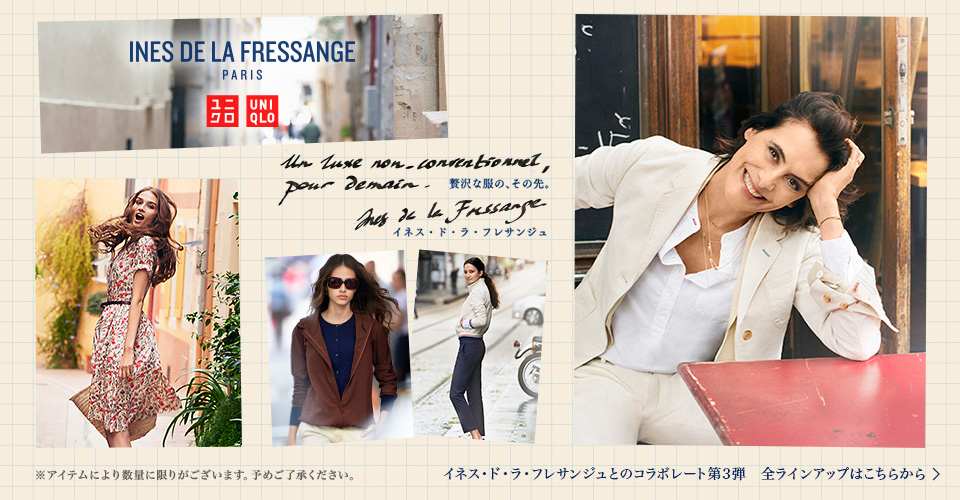 INES DE LA FRESSANGE
PARIS
ユニクロ
UNIQLO
Un luxe non-conventionnel,
pour demain.
贅沢な服の、その先。
Ines de la Fressange
イネス・ド・ラ・フレサンジュ
※アイテムにより数量に限りがございます。予めご了承ください。
イネス・ド・ラ・フレサンジュとのコラボレート第3弾 全ラインアップはこちらから